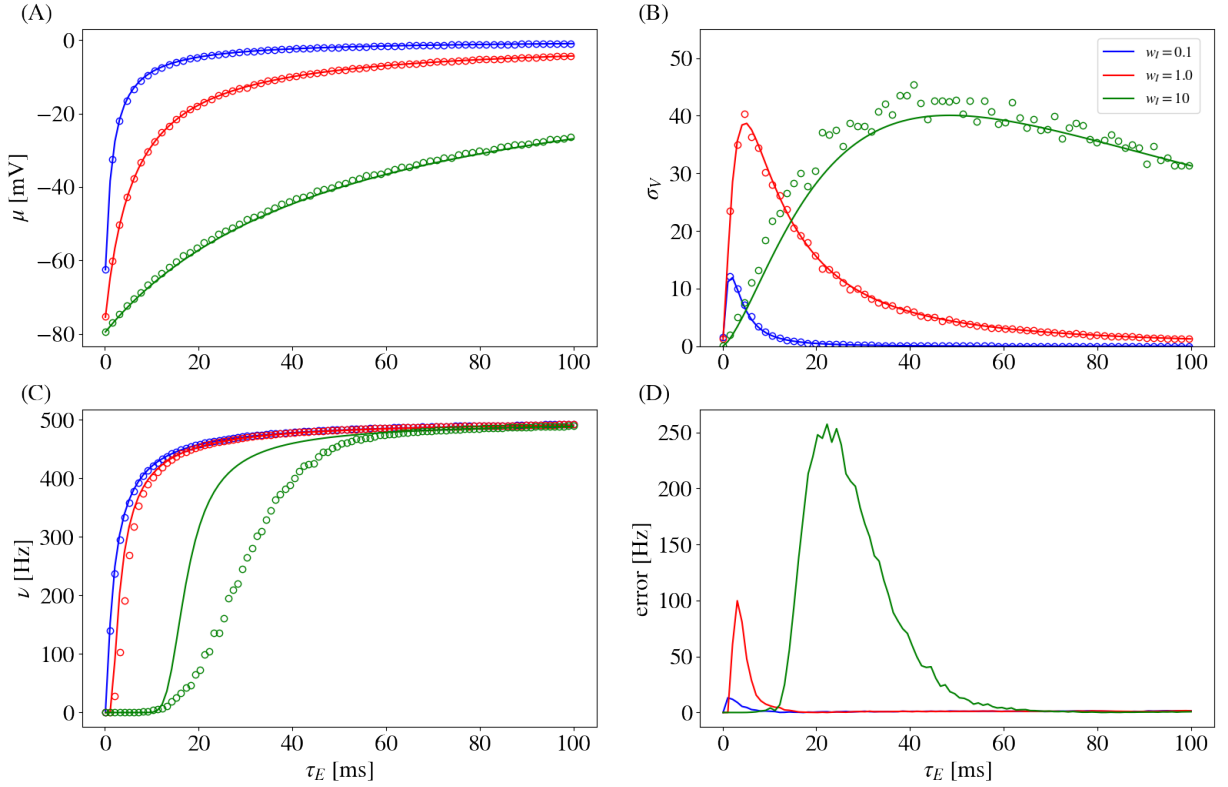 (A)
(B)
0
−20
−40
−60
−80
μ [mV]
0 20 40 60 80 100
50
40
30
20
10
0
σ_V
w_I = 0.1
w_I = 1.0
w_I = 10
0 20 40 60 80 100
(C)
(D)
500
400
300
200
100
0
ν [Hz]
0 20 40 60 80 100
τ_E [ms]
250
200
150
100
50
0
error [Hz]
0 20 40 60 80 100
τ_E [ms]